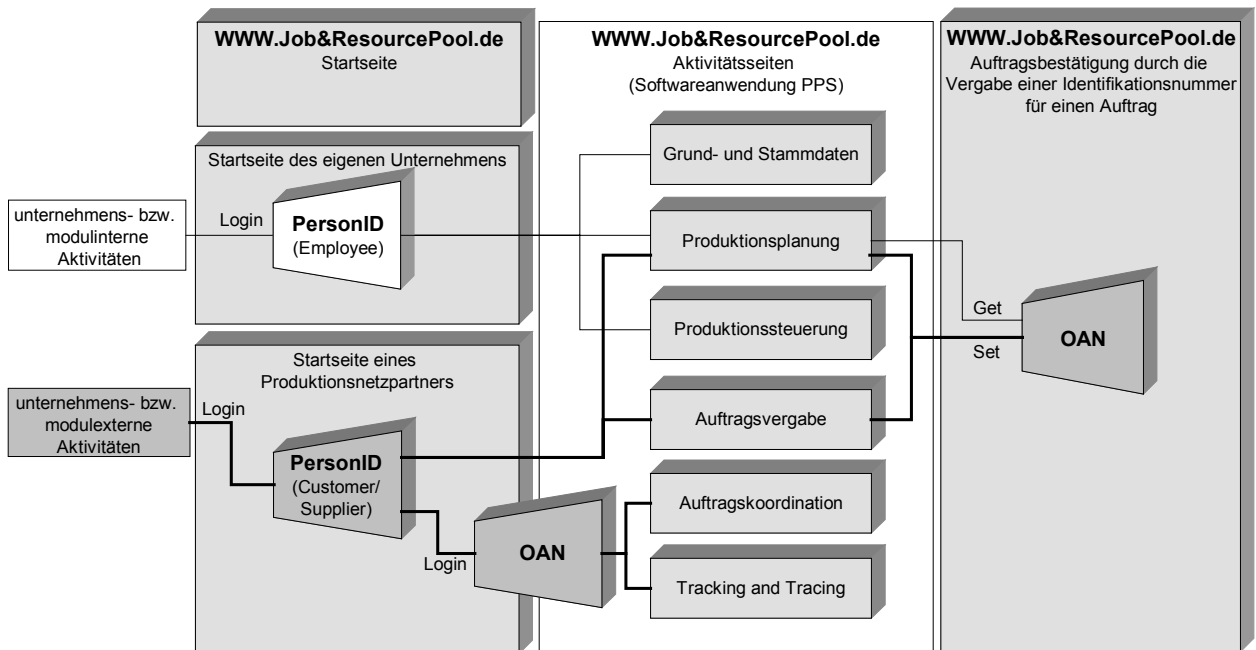 WWW.Job&ResourcePool.de
Startseite
WWW.Job&ResourcePool.de
Aktivitätsseiten
(Softwareanwendung PPS)
WWW.Job&ResourcePool.de
Auftragsbestätigung durch die
Vergabe einer Identifikationsnummer
für einen Auftrag
unternehmens- bzw.
modulinterne
Aktivitäten
Startseite des eigenen Unternehmens
Login
PersonID
(Employee)
Grund- und Stammdaten
Produktionsplanung
Produktionssteuerung
Get
Set
OAN
unternehmens- bzw.
modulexterne
Aktivitäten
Startseite eines
Produktionsnetzpartners
Login
PersonID
(Customer/
Supplier)
Login
OAN
Auftragsvergabe
Auftragskoordination
Tracking and Tracing